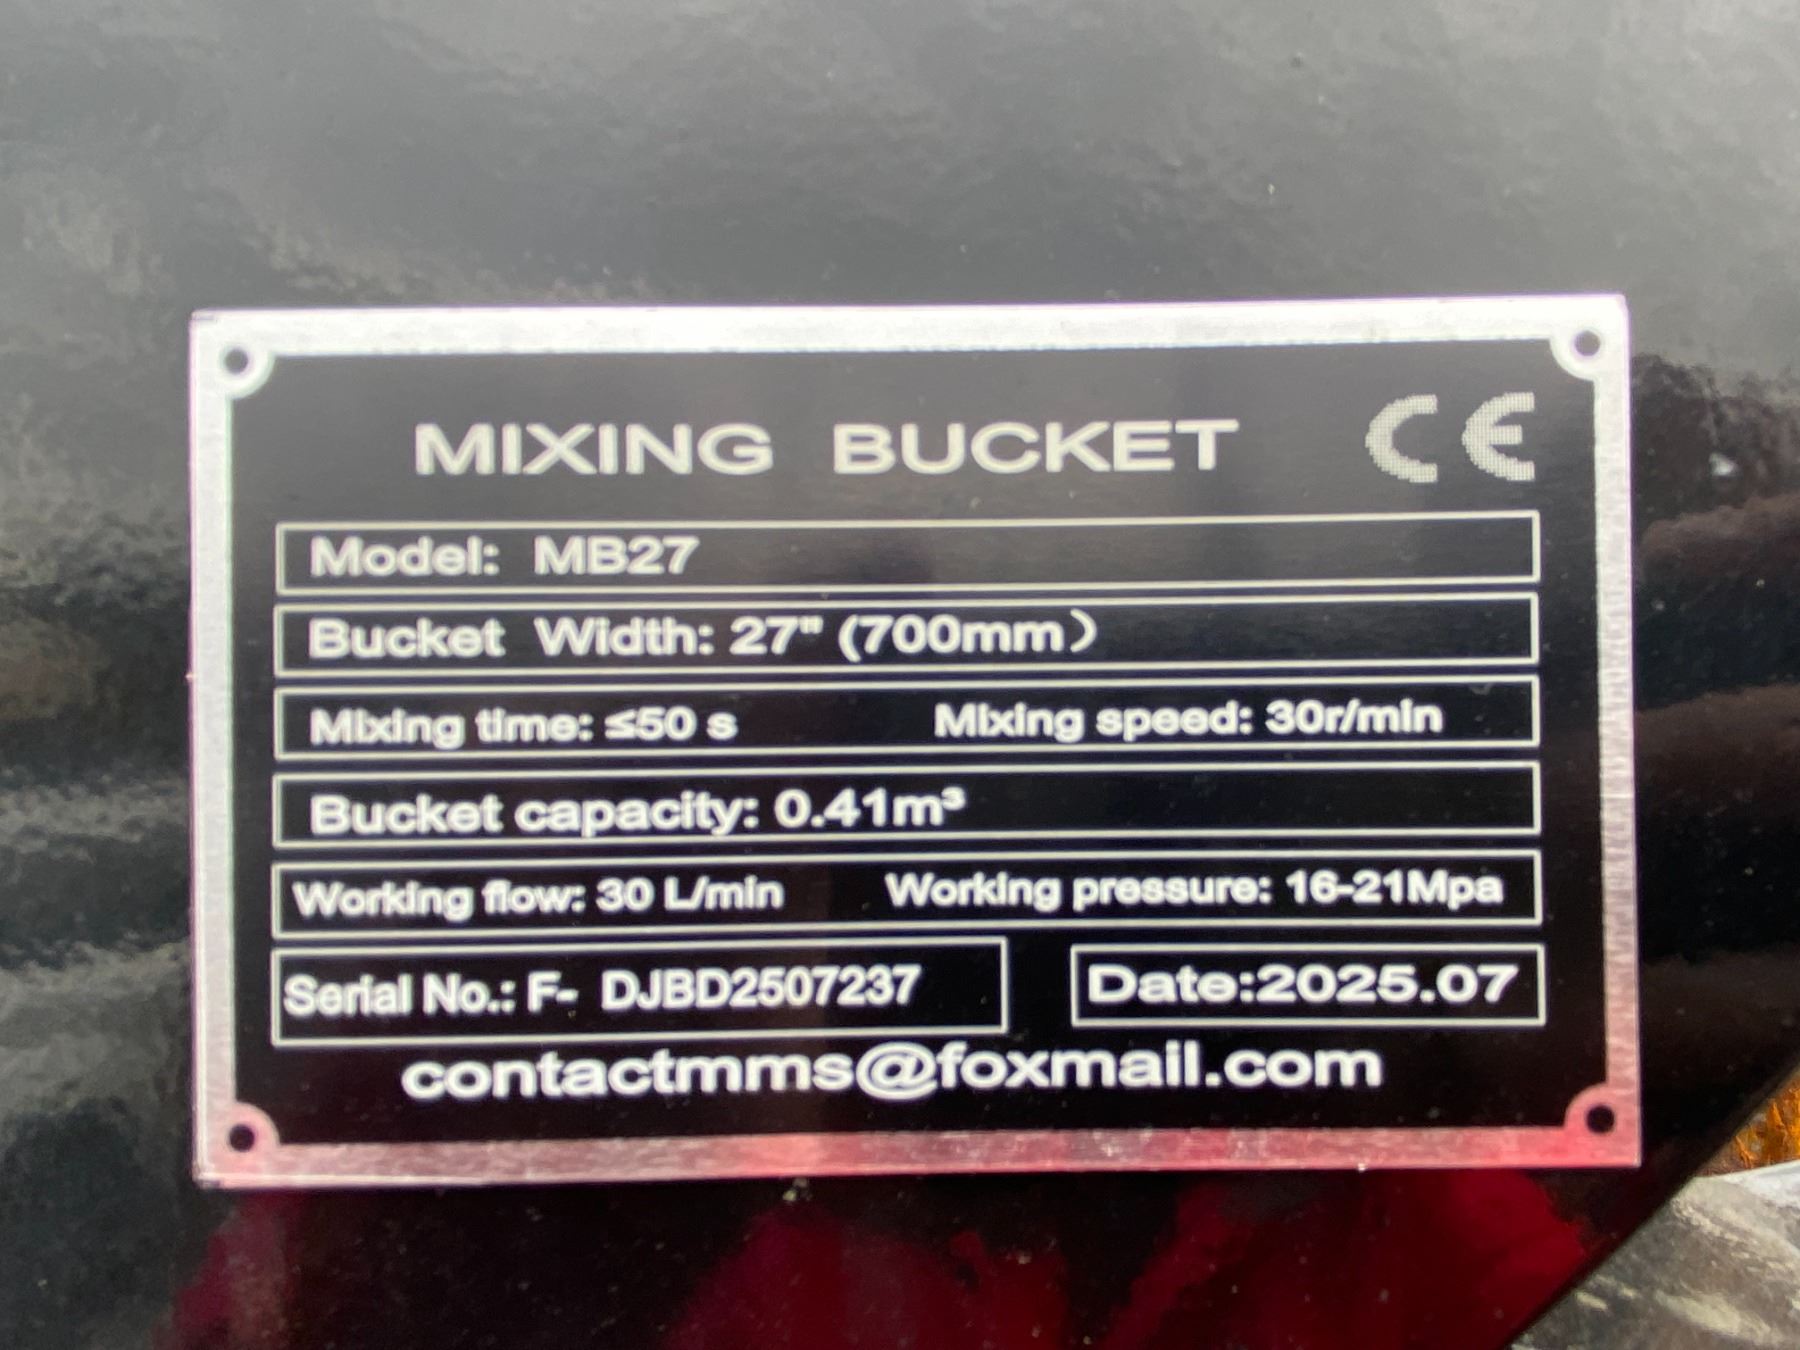 MIXING BUCKET CE
Model: MB27
Bucket Width: 27" (700mm)
Mixing time: ≤50 s Mixing speed: 30r/min
Bucket capacity: 0.41m³
Working flow: 30 L/min Working pressure: 16-21Mpa
Serial No.: F- DJBD2507237 Date:2025.07
contactmms@foxmail.com